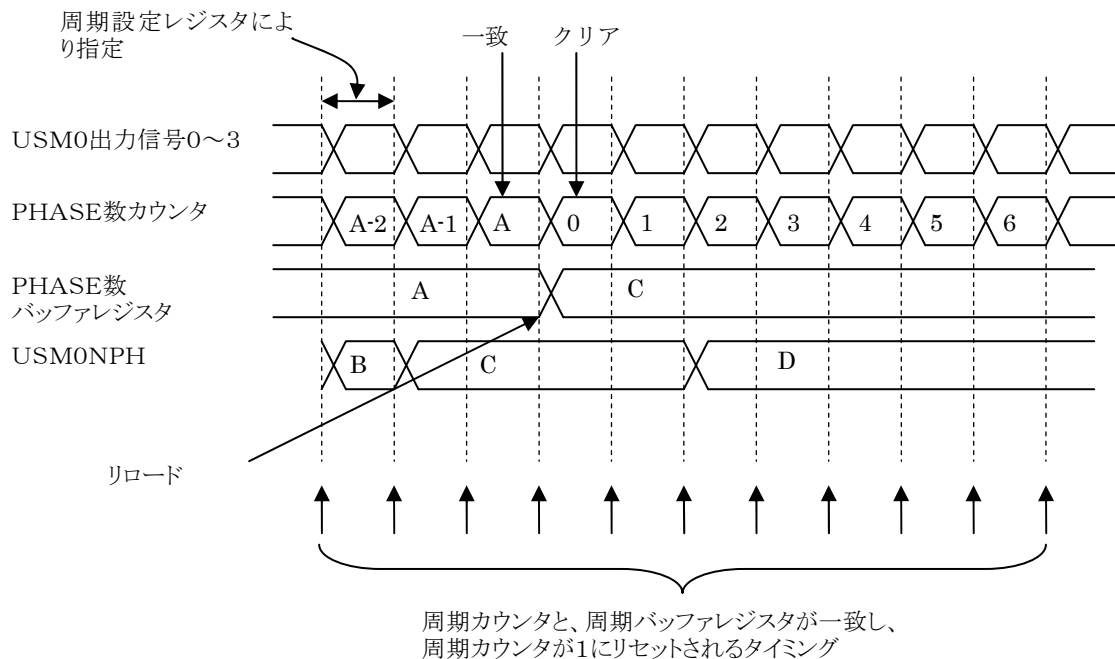 周期設定レジスタによ
り指定
一致
クリア
USM0出力信号0～3
PHASE数カウンタ
A-2
A-1
A
0
1
2
3
4
5
6
PHASE数
バッファレジスタ
A
C
USM0NPH
B
C
D
リロード
周期カウンタと、周期バッファレジスタが一致し、
周期カウンタが1にリセットされるタイミング